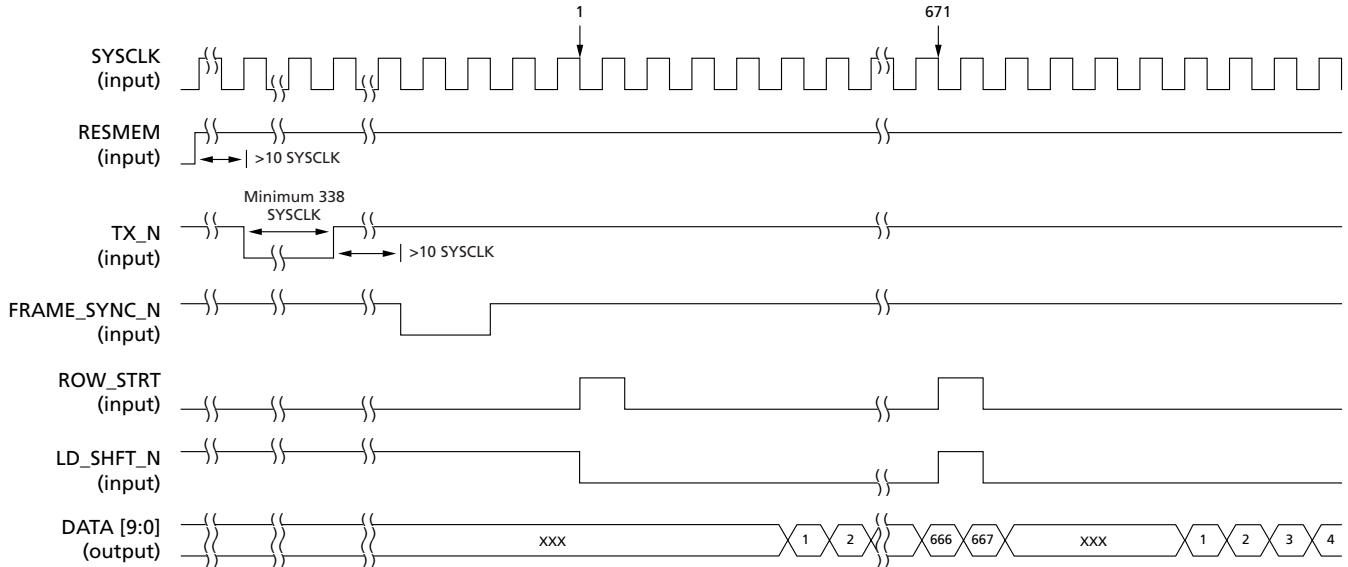 1 671
SYSCLK
(input)
RESMEM
(input)
>10 SYSCLK
Minimum 338
SYSCLK
TX_N
(input)
>10 SYSCLK
FRAME_SYNC_N
(input)
ROW_STRT
(input)
LD_SHFT_N
(input)
DATA [9:0]
(output)
xxx 1 2 666 667 xxx 1 2 3 4